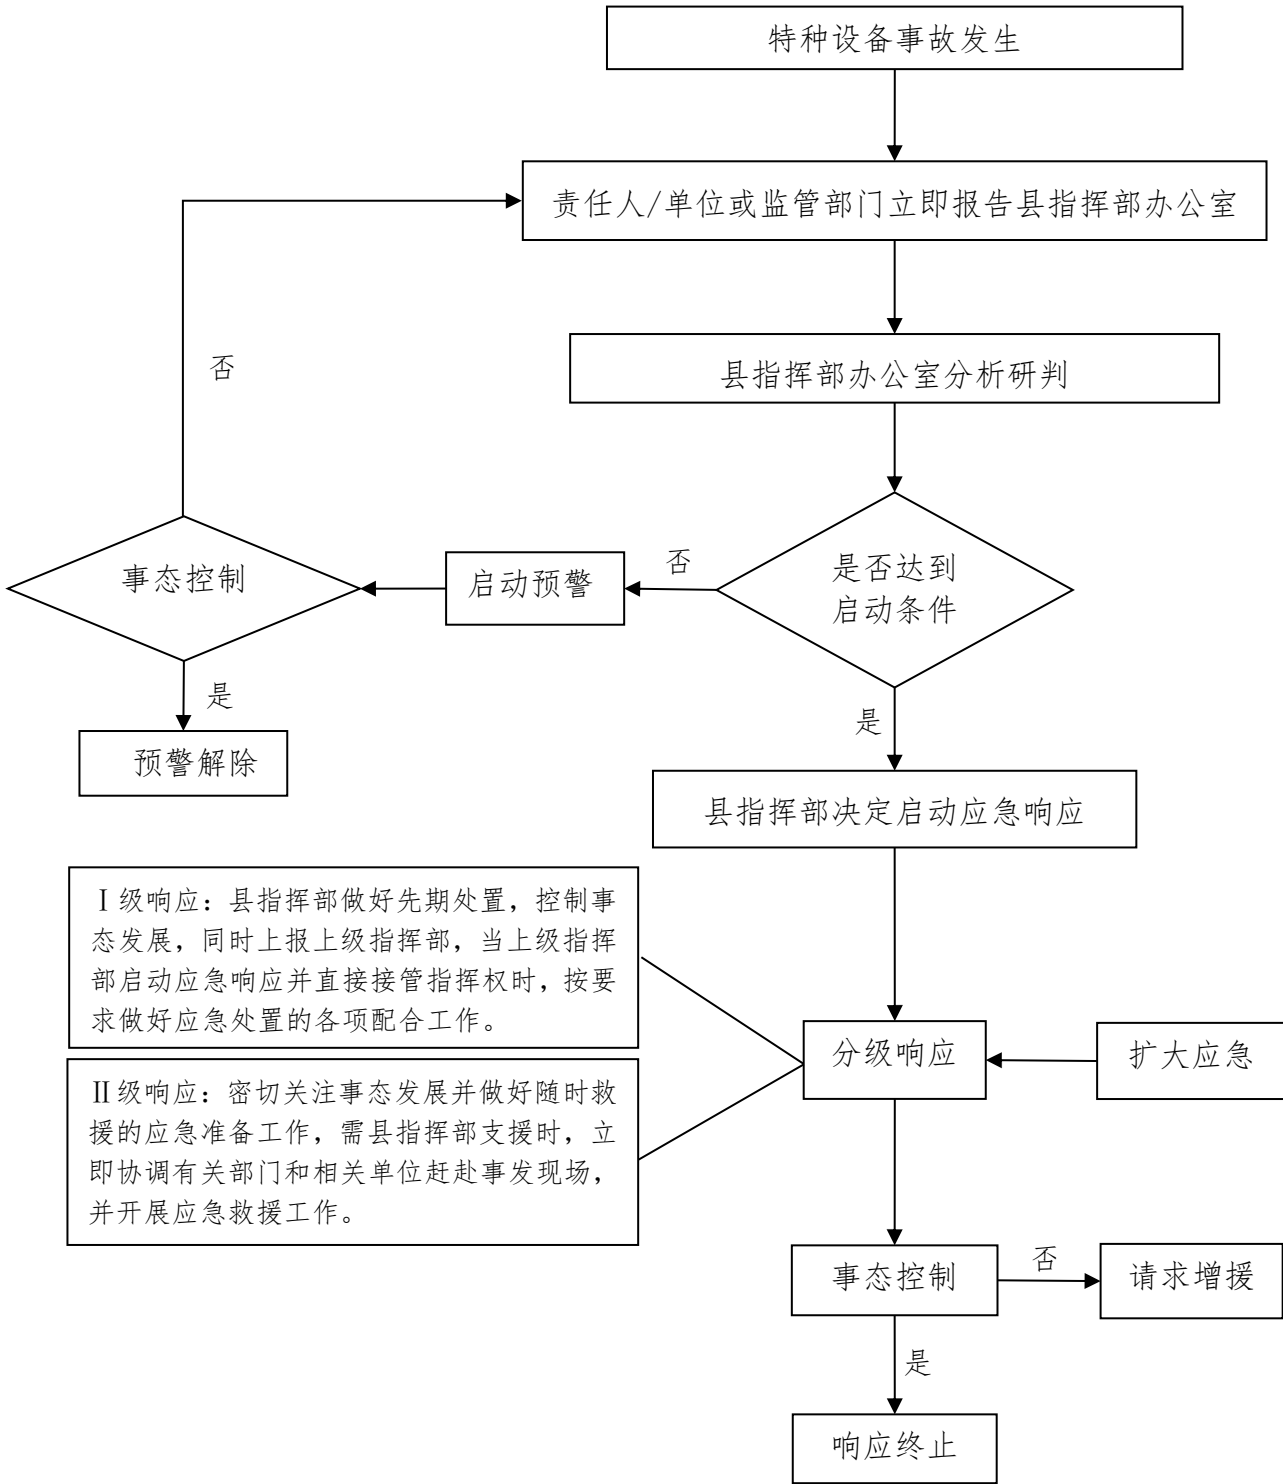 特种设备事故发生
责任人/单位或监管部门立即报告县指挥部办公室
县指挥部办公室分析研判
否
是否达到
启动条件
否
启动预警
事态控制
是
预警解除
是
县指挥部决定启动应急响应
Ⅰ级响应：县指挥部做好先期处置，控制事
态发展，同时上报上级指挥部，当上级指挥
部启动应急响应并直接接管指挥权时，按要
求做好应急处置的各项配合工作。
Ⅱ级响应：密切关注事态发展并做好随时救
援的应急准备工作，需县指挥部支援时，立
即协调有关部门和相关单位赶赴事发现场，
并开展应急救援工作。
分级响应
扩大应急
事态控制
否
请求增援
是
响应终止